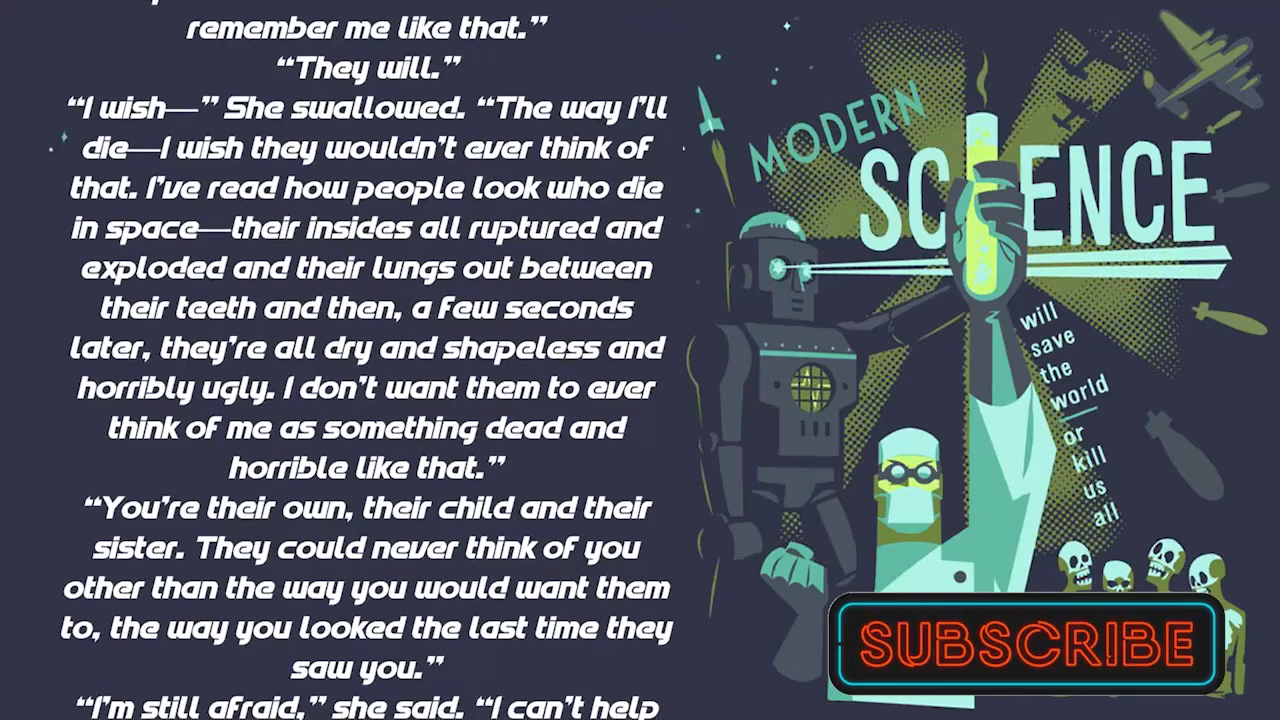 remember me like that.”
“They will.”
“I wish—” She swallowed. “The way I’ll
die—I wish they wouldn’t ever think of
that. I’ve read how people look who die
in space—their insides all ruptured and
exploded and their lungs out between
their teeth and then, a few seconds
later, they’re all dry and shapeless and
horribly ugly. I don’t want them to ever
think of me as something dead and
horrible like that.”
“You’re their own, their child and their
sister. They could never think of you
other than the way you would want them
to, the way you looked the last time they
saw you.”
“I’m still afraid,” she said. “I can’t help
MODERN
SCIENCE
will
save
the
world
or
kill
us
all
SUBSCRIBE